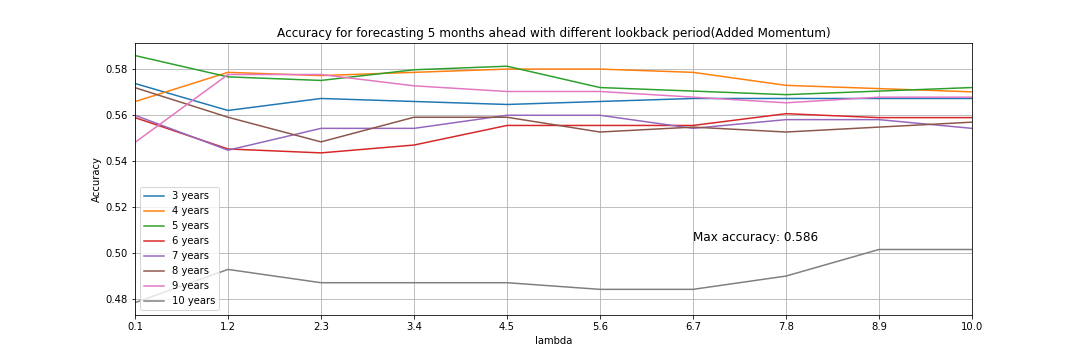 Accuracy for forecasting 5 months ahead with different lookback period(Added Momentum)
Accuracy
0.58
0.56
0.54
0.52
0.50
0.48
3 years
4 years
5 years
6 years
7 years
8 years
9 years
10 years
Max accuracy: 0.586
0.1 1.2 2.3 3.4 4.5 5.6 6.7 7.8 8.9 10.0
lambda